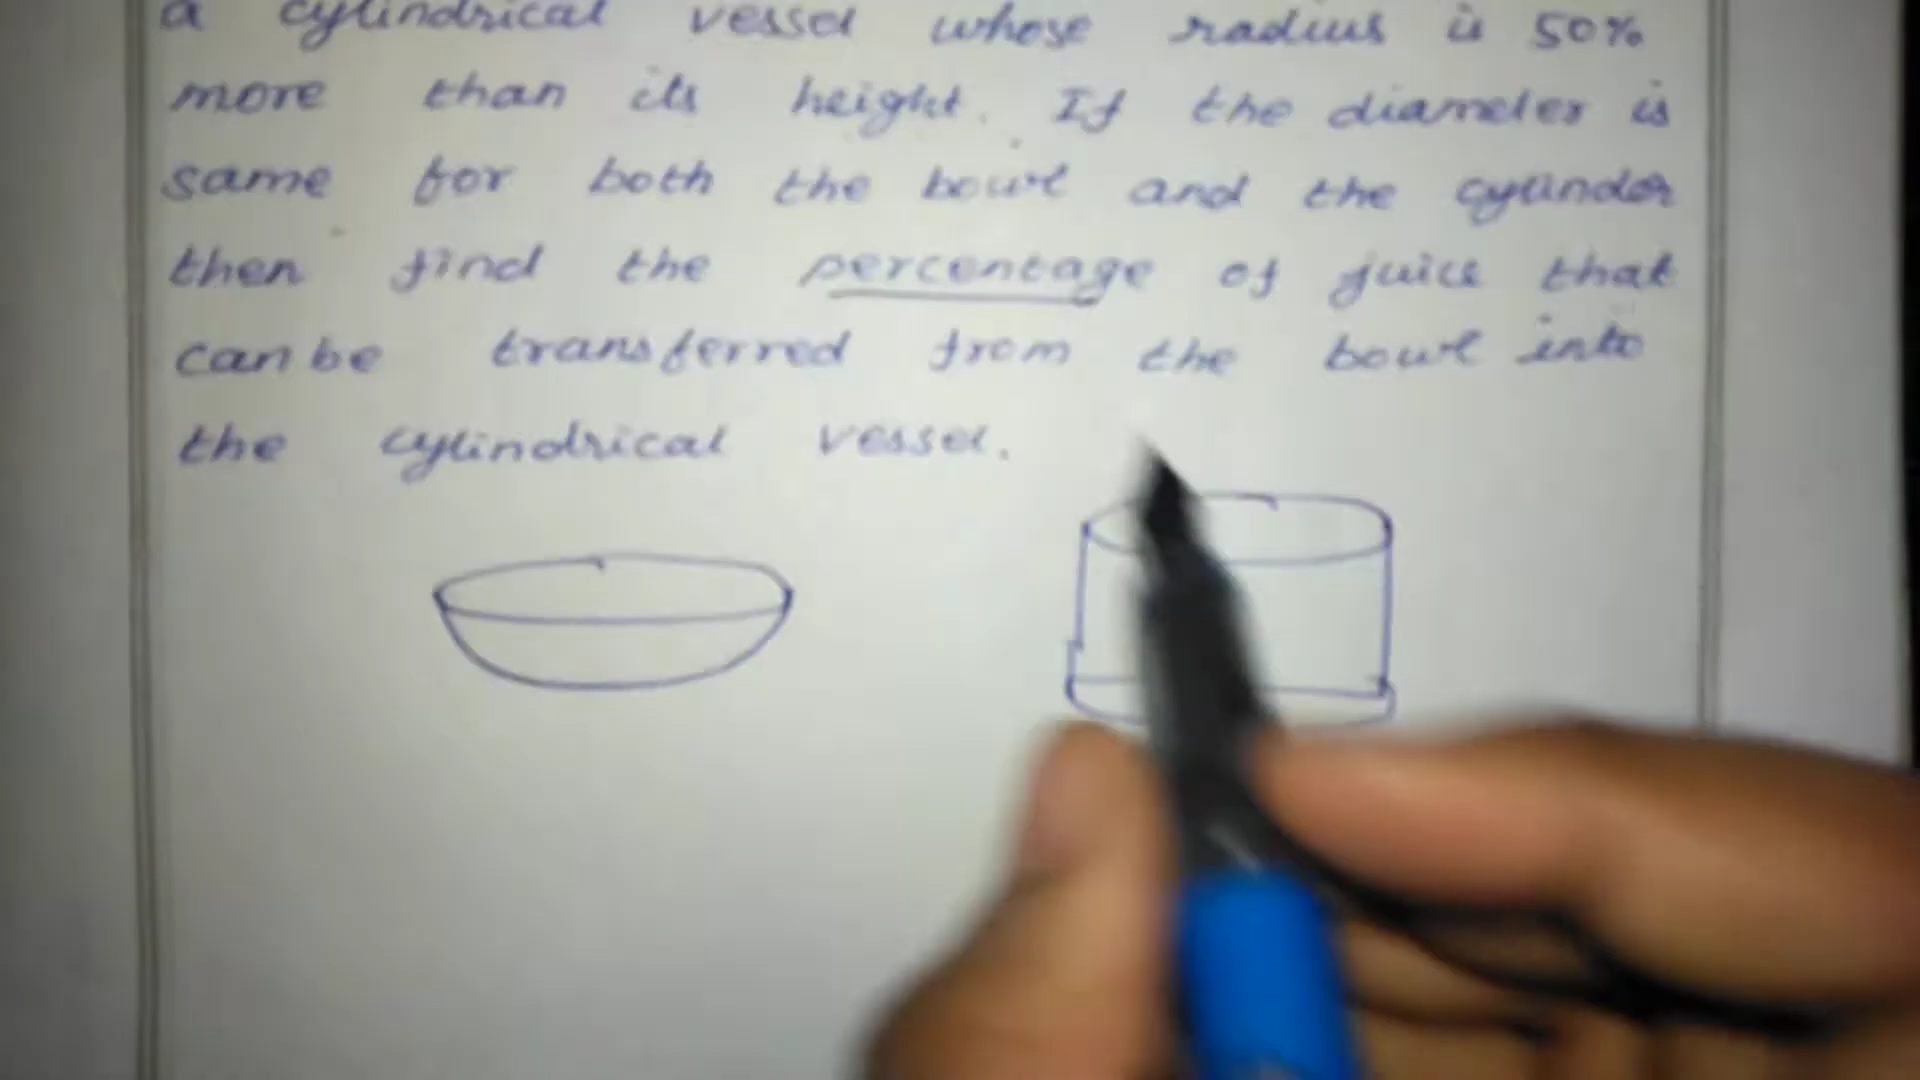 a cylindrical vessel whose radius is 50%
more than its height. If the diameter is
same for both the bowl and the cylinder
then find the percentage of juice that
can be transferred from the bowl into
the cylindrical vessel.